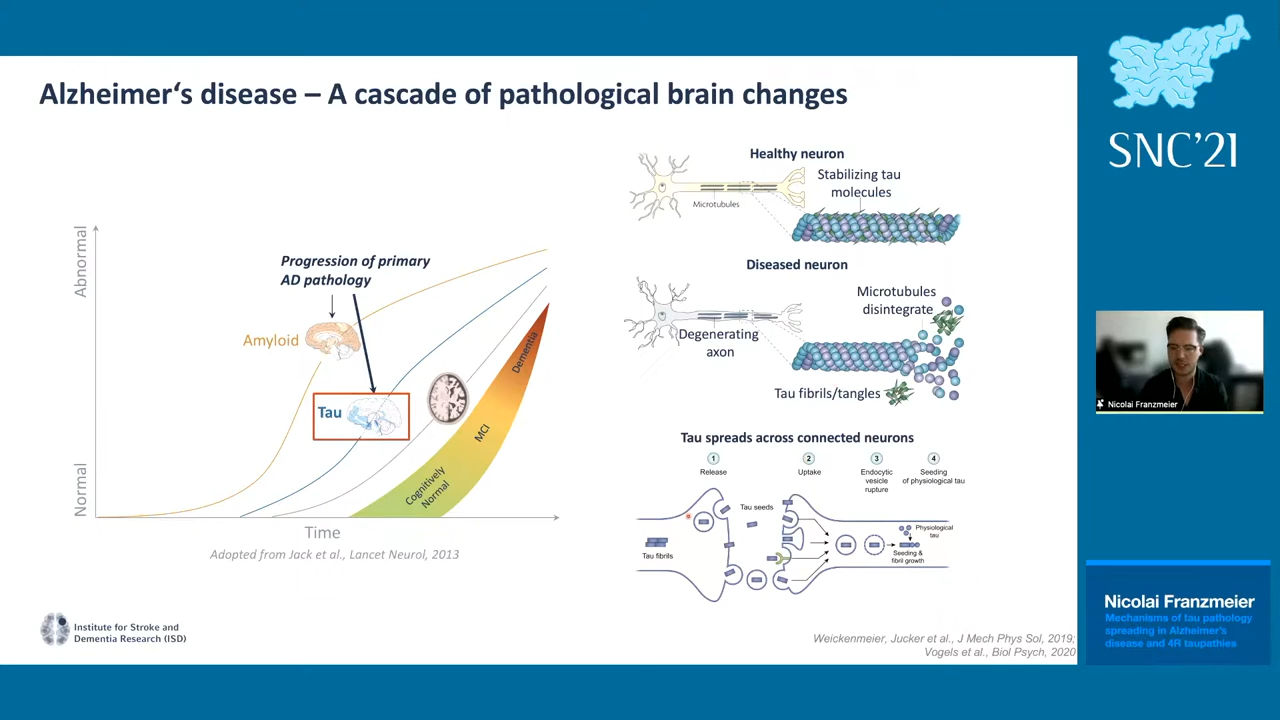 Alzheimer‘s disease – A cascade of pathological brain changes
Abnormal
Normal
Progression of primary
AD pathology
Amyloid
Tau
Dementia
MCI
Cognitively
Normal
Time
Adopted from Jack et al., Lancet Neurol, 2013
Healthy neuron
Stabilizing tau
molecules
Microtubules
Diseased neuron
Microtubules
disintegrate
Degenerating
axon
Tau fibrils/tangles
Tau spreads across connected neurons
1
Release
2
Uptake
3
Endocytic
vesicle
rupture
4
Seeding
of physiological tau
Tau seeds
Tau fibrils
Physiological
tau
Seeding &
fibril growth
Institute for Stroke and
Dementia Research (ISD)
Weickenmeier, Jucker et al., J Mech Phys Sol, 2019;
Vogels et al., Biol Psych, 2020
SNC’21
Nicolai Franzmeier
Nicolai Franzmeier
Mechanisms of tau pathology
spreading in Alzheimer's
disease and 4R taupathies